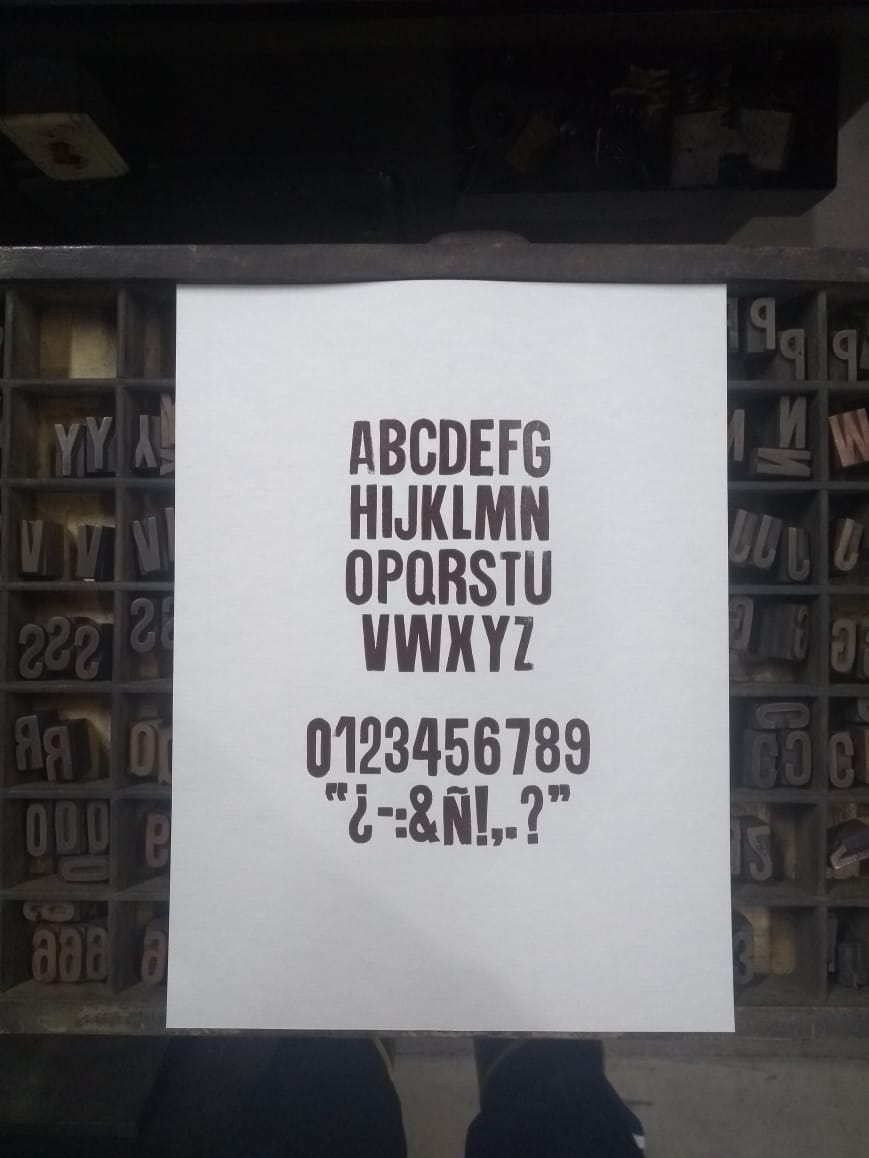 ABCDEFG
HIJKLMN
OPQRSTU
VWXYZ
0123456789
“¿-:&Ñ!,.?”